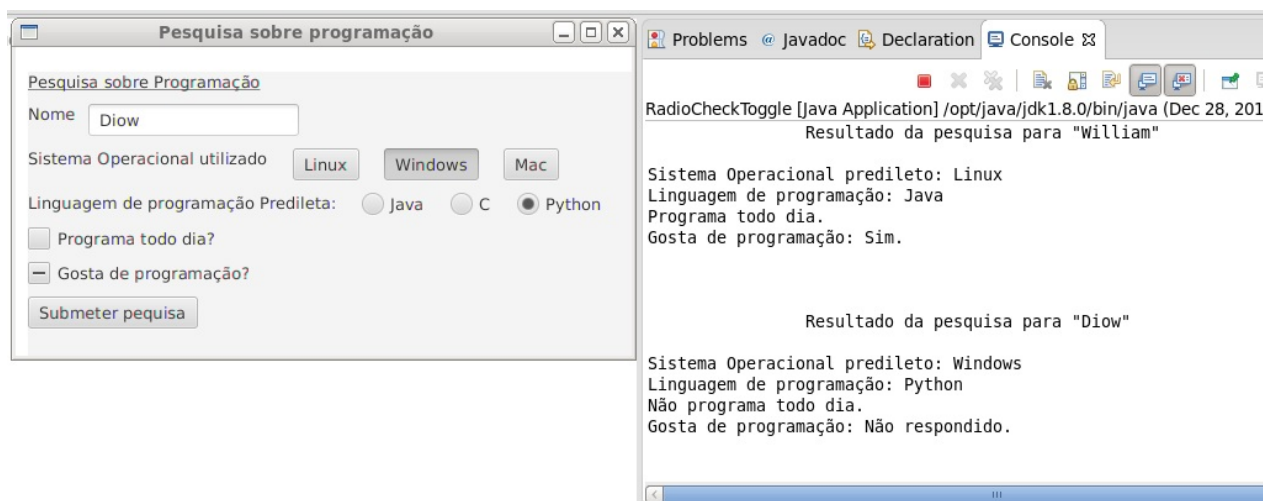 Pesquisa sobre programação
Pesquisa sobre Programação
Nome Diow
Sistema Operacional utilizado Linux Windows Mac
Linguagem de programação Predileta: Java C Python
Programa todo dia?
Gosta de programação?
Submeter pequisa
Problems @ Javadoc Declaration Console
RadioCheckToggle [Java Application] /opt/java/jdk1.8.0/bin/java (Dec 28, 201
Resultado da pesquisa para "William"
Sistema Operacional predileto: Linux
Linguagem de programação: Java
Programa todo dia.
Gosta de programação: Sim.
Resultado da pesquisa para "Diow"
Sistema Operacional predileto: Windows
Linguagem de programação: Python
Não programa todo dia.
Gosta de programação: Não respondido.